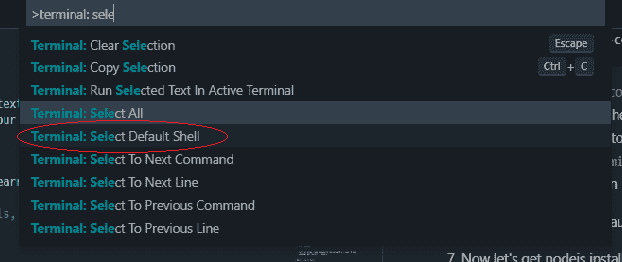 >terminal: sele
Terminal: Clear Selection Escape
Terminal: Copy Selection Ctrl + C
Terminal: Run Selected Text In Active Terminal
Terminal: Select All
Terminal: Select Default Shell
Terminal: Select To Next Command
Terminal: Select To Next Line
Terminal: Select To Previous Command
Terminal: Select To Previous Line
7. Now let's get nodejs instal